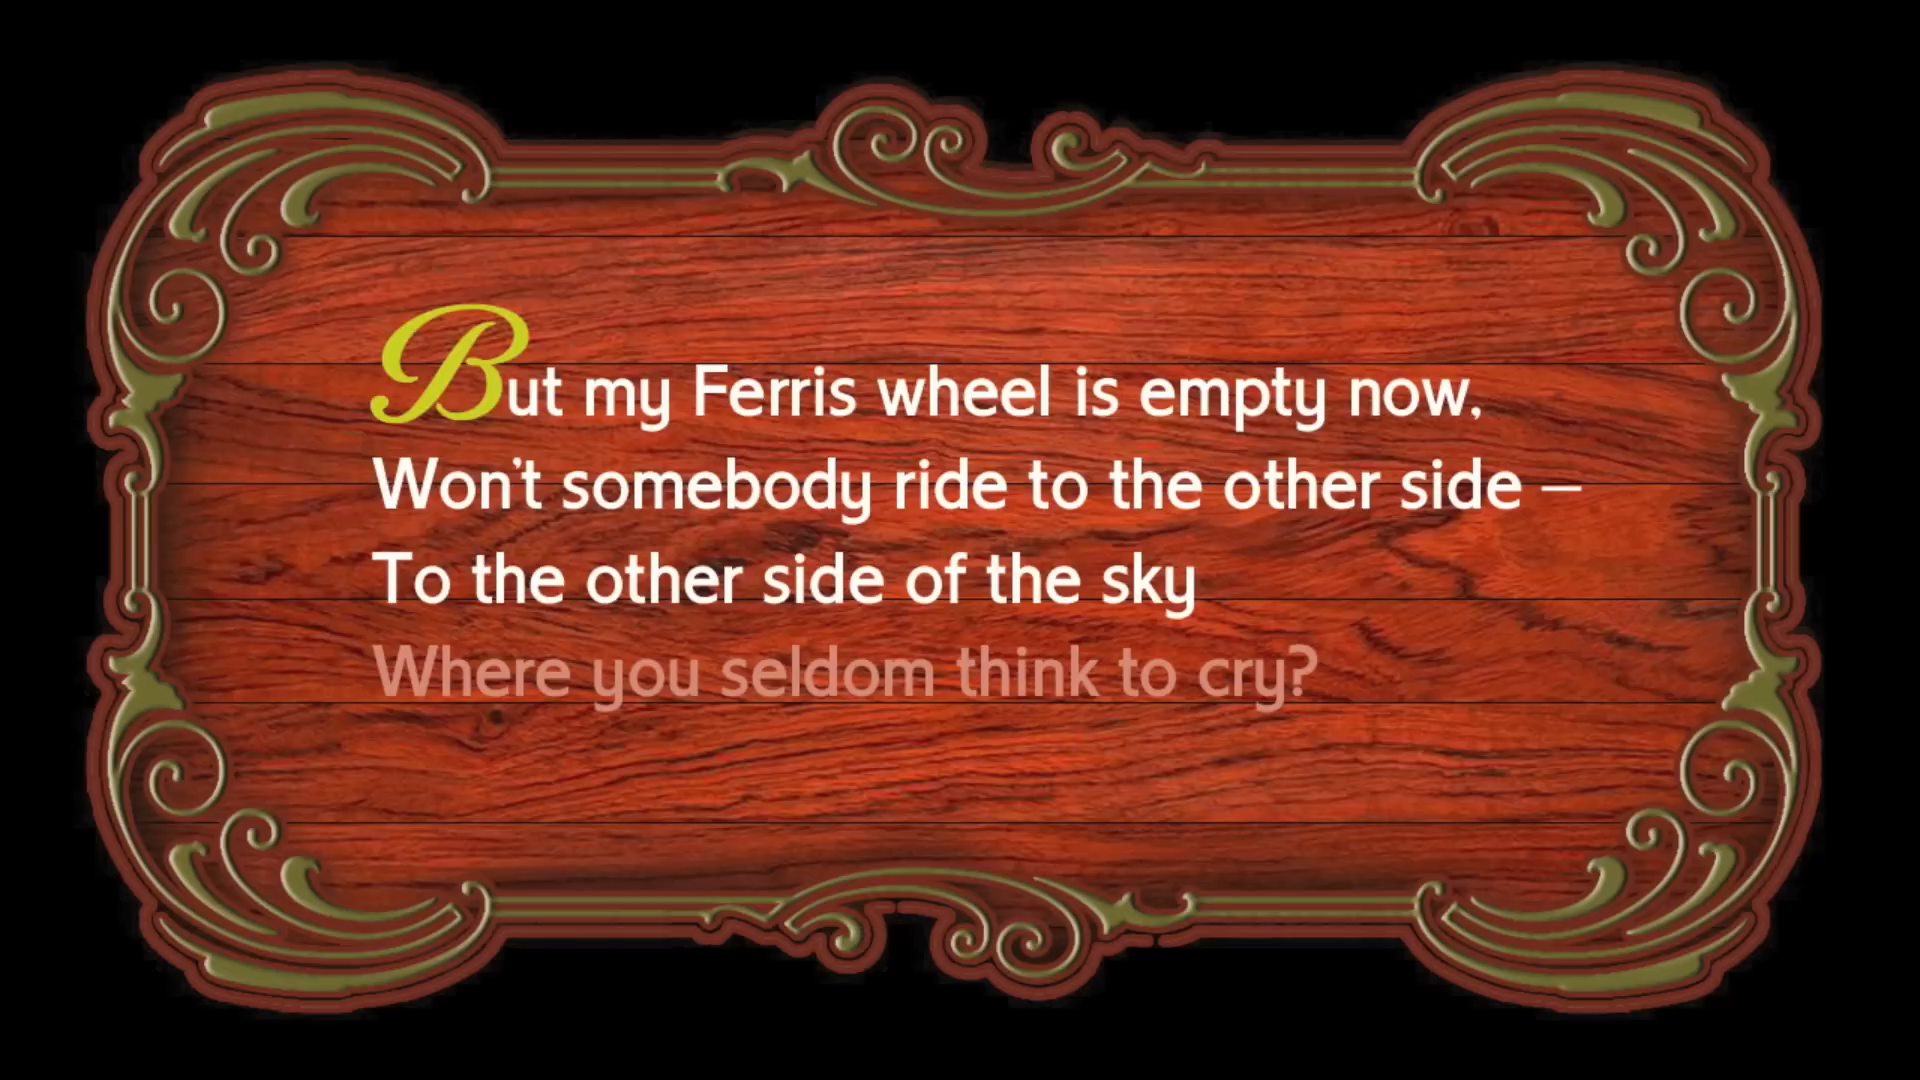 But my Ferris wheel is empty now,
Won't somebody ride to the other side –
To the other side of the sky
Where you seldom think to cry?